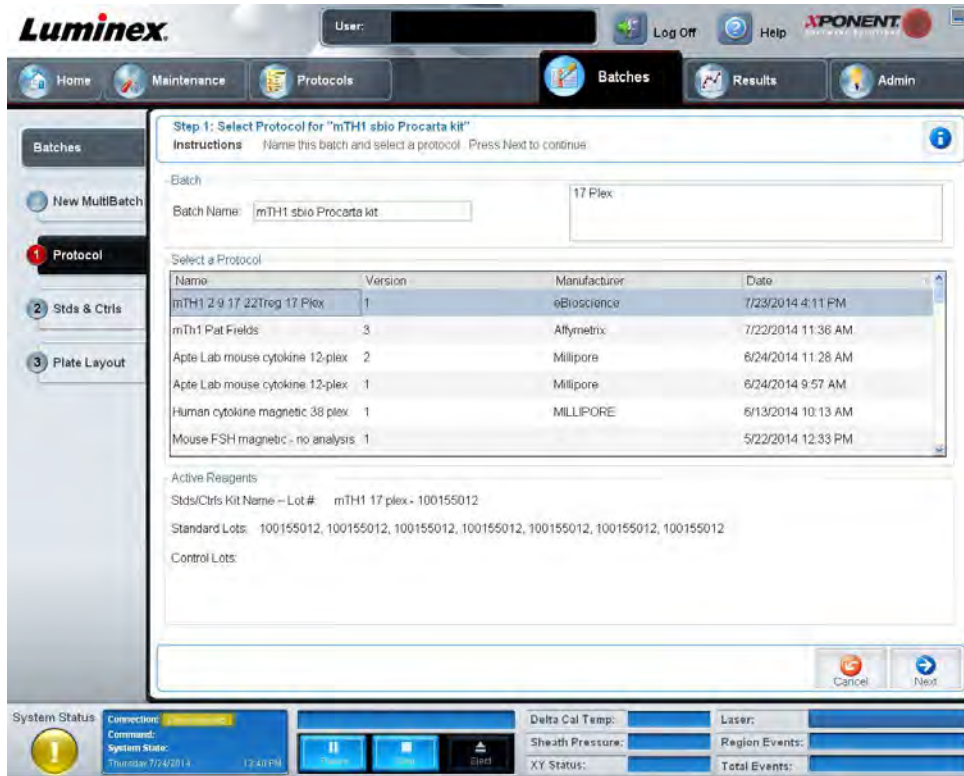 Luminex.
User:
Log Off
Help
XPONENT
Home
Maintenance
Protocols
Batches
Results
Admin
Batches
New MultiBatch
1 Protocol
2 Stds & Ctrls
3 Plate Layout
Step 1: Select Protocol for "mTH1 sbio Procarta kit"
Instructions Name this batch and select a protocol. Press Next to continue.
Batch
Batch Name: mTH1 sbio Procarta kit
17 Plex
Select a Protocol
Name Version Manufacturer Date
mTH1 2 9 17 22Treg 17 Plex 1 eBioscience 7/23/2014 4:11 PM
mTh1 Pat Fields 3 Affymetrix 7/22/2014 11:36 AM
Apte Lab mouse cytokine 12-plex 2 Millipore 6/24/2014 11:28 AM
Apte Lab mouse cytokine 12-plex 1 Millipore 6/24/2014 9:57 AM
Human cytokine magnetic 38 plex 1 MILLIPORE 6/13/2014 10:13 AM
Mouse FSH magnetic - no analysis 1 5/22/2014 12:33 PM
Active Reagents
Stds/Ctrls Kit Name – Lot # mTH1 17 plex - 100155012
Standard Lots: 100155012, 100155012, 100155012, 100155012, 100155012, 100155012, 100155012
Control Lots:
Cancel
Next
System Status
Connection:
Command:
System State:
Thursday 7/24/2014 12:40 PM
Pause
Stop
Eject
Delta Cal Temp:
Sheath Pressure:
XY Status:
Laser:
Region Events:
Total Events: